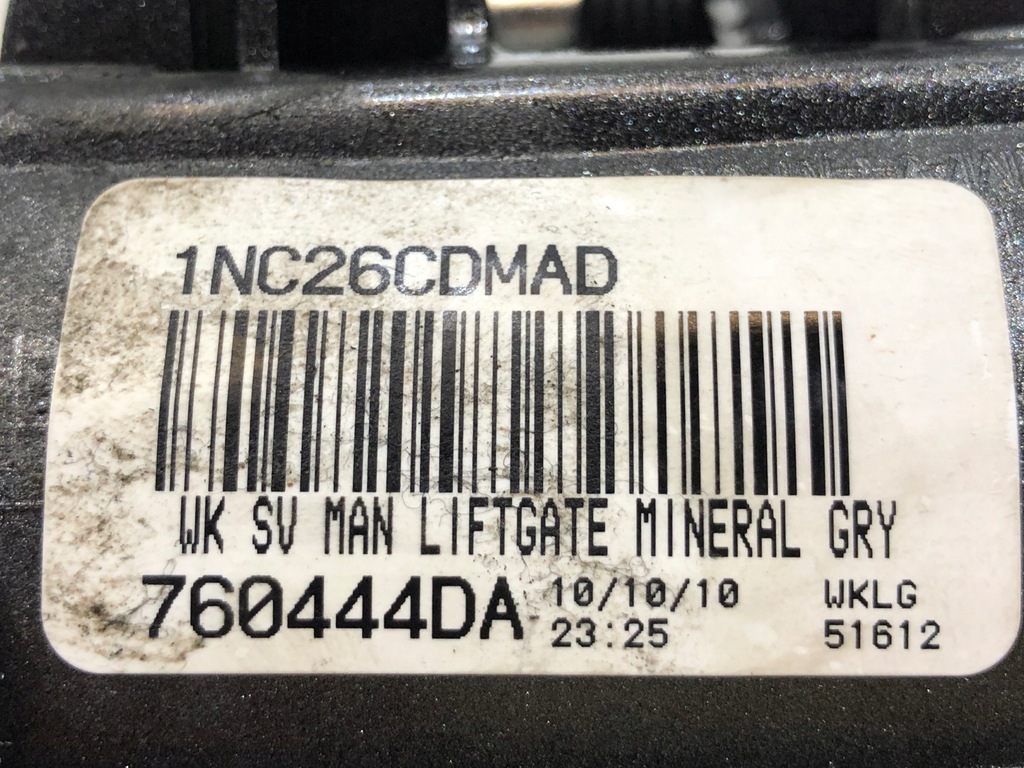 1NC26CDMAD
WK SV MAN LIFTGATE MINERAL GRY
760444DA 10/10/10 WKLG
23:25 51612